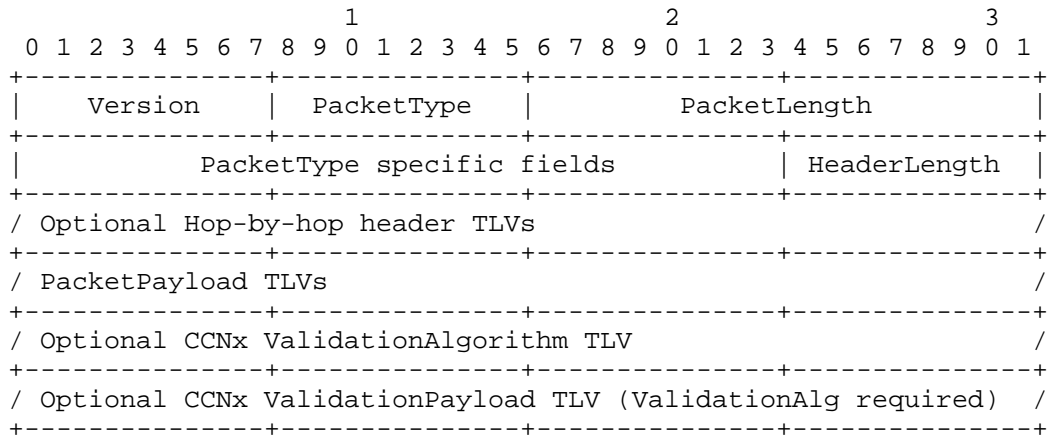 1                   2                   3
 0 1 2 3 4 5 6 7 8 9 0 1 2 3 4 5 6 7 8 9 0 1 2 3 4 5 6 7 8 9 0 1
+---------------+---------------+---------------+---------------+
|    Version    |  PacketType   |         PacketLength          |
+---------------+---------------+---------------+---------------+
|           PacketType specific fields          | HeaderLength  |
+---------------+---------------+---------------+---------------+
/ Optional Hop-by-hop header TLVs                               /
+---------------+---------------+---------------+---------------+
/ PacketPayload TLVs                                            /
+---------------+---------------+---------------+---------------+
/ Optional CCNx ValidationAlgorithm TLV                         /
+---------------+---------------+---------------+---------------+
/ Optional CCNx ValidationPayload TLV (ValidationAlg required)  /
+---------------+---------------+---------------+---------------+